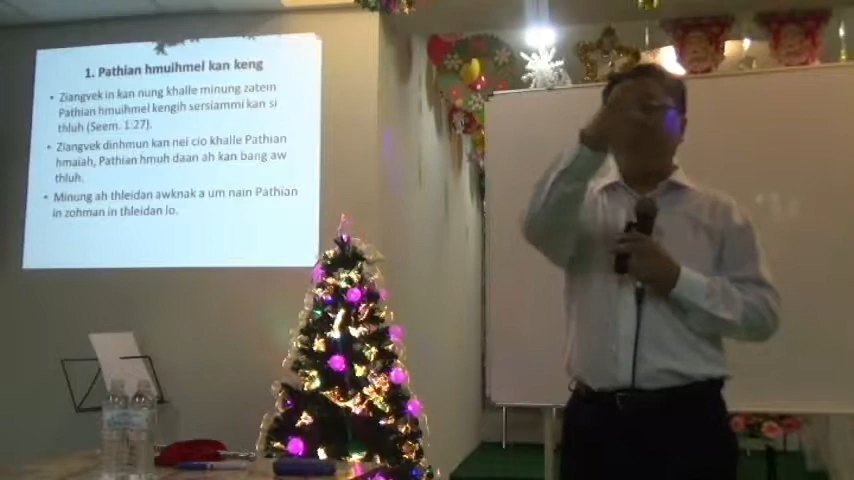 1. Pathian hmuihmel kan keng
• Ziangvek in kan nung khalle minung zatein
Pathian hmuihmel kengih sersiammi kan si
thluh (Seem. 1:27).
• Ziangvek dinhmun kan nei cio khalle Pathian
hmaiah, Pathian hmuh daan ah kan bang aw
thluh.
• Minung ah thleidan awknak a um nain Pathian
in zohman in thleidan lo.